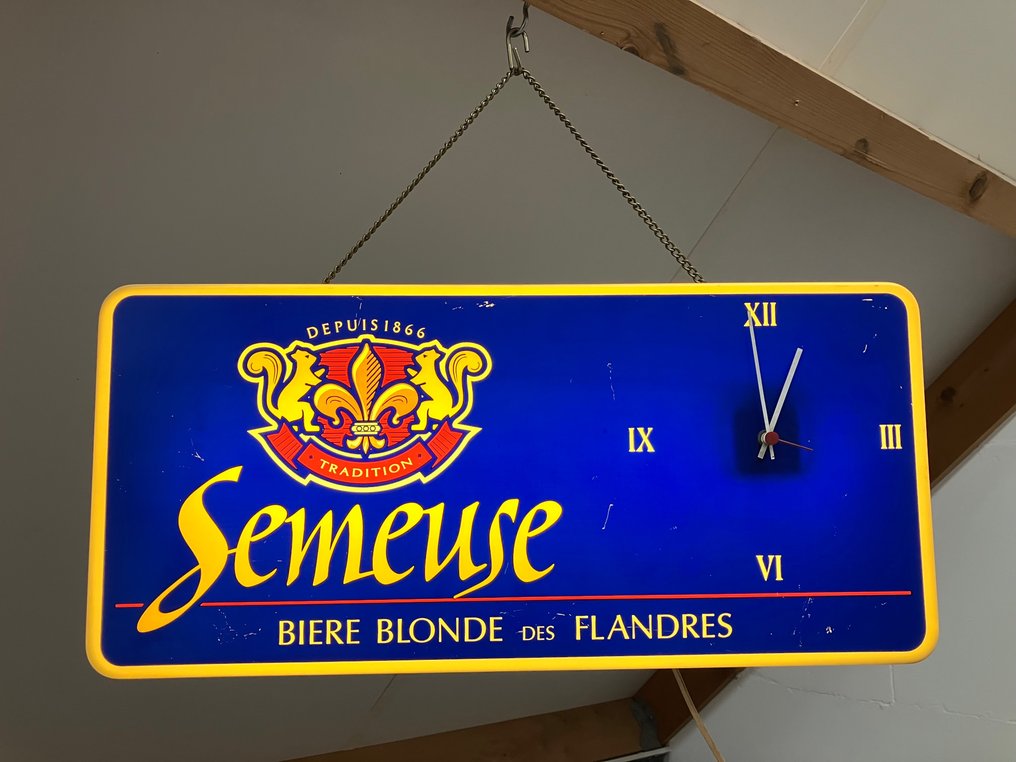 DEPUIS 1866
TRADITION
Semeuse
BIERE BLONDE DES FLANDRES
XII
IX
III
VI